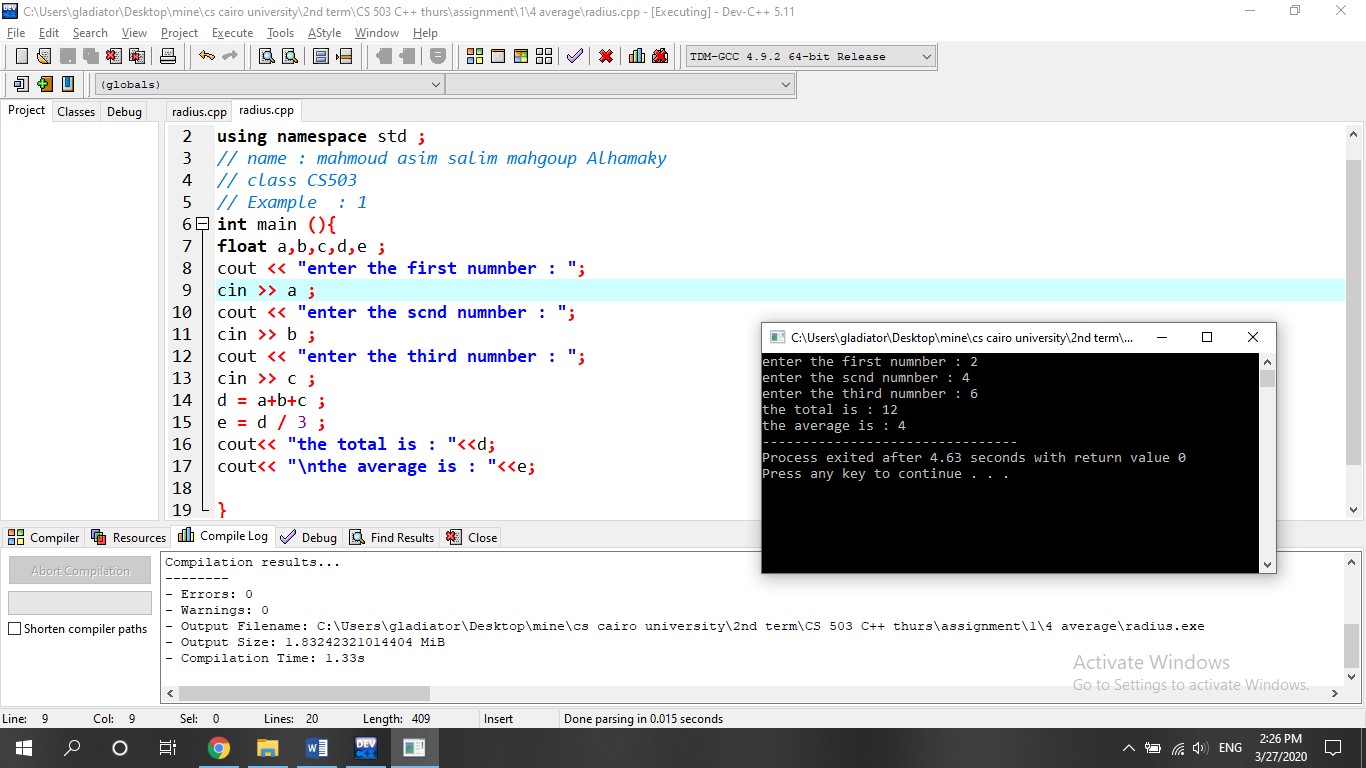 C:\Users\gladiator\Desktop\mine\cs cairo university\2nd term\CS 503 C++ thurs\assignment\1\4 average\radius.cpp - [Executing] - Dev-C++ 5.11
File Edit Search View Project Execute Tools AStyle Window Help
TDM-GCC 4.9.2 64-bit Release
(globals)
Project Classes Debug radius.cpp radius.cpp
2 using namespace std ;
3 // name : mahmoud asim salim mahgoup Alhamaky
4 // class CS503
5 // Example  : 1
6 int main (){
7 float a,b,c,d,e ;
8 cout << "enter the first numnber : ";
9 cin >> a ;
10 cout << "enter the scnd numnber : ";
11 cin >> b ;
12 cout << "enter the third numnber : ";
13 cin >> c ;
14 d = a+b+c ;
15 e = d / 3 ;
16 cout<< "the total is : "<<d;
17 cout<< "\nthe average is : "<<e;
18
19 }
C:\Users\gladiator\Desktop\mine\cs cairo university\2nd term\...
enter the first numnber : 2
enter the scnd numnber : 4
enter the third numnber : 6
the total is : 12
the average is : 4
--------------------------------
Process exited after 4.63 seconds with return value 0
Press any key to continue . . .
Compiler Resources Compile Log Debug Find Results Close
Abort Compilation
Shorten compiler paths
Compilation results...
--------
- Errors: 0
- Warnings: 0
- Output Filename: C:\Users\gladiator\Desktop\mine\cs cairo university\2nd term\CS 503 C++ thurs\assignment\1\4 average\radius.exe
- Output Size: 1.83242321014404 MiB
- Compilation Time: 1.33s
Activate Windows
Go to Settings to activate Windows.
Line: 9 Col: 9 Sel: 0 Lines: 20 Length: 409 Insert Done parsing in 0.015 seconds
DEV
ENG
2:26 PM
3/27/2020